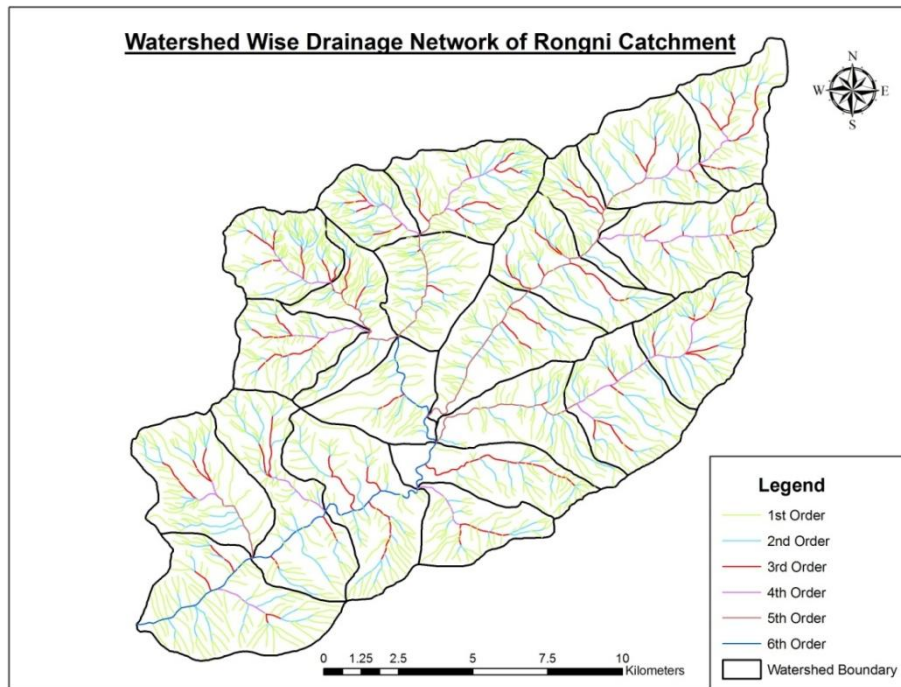 Watershed Wise Drainage Network of Rongni Catchment
N
W E
S
Legend
1st Order
2nd Order
3rd Order
4th Order
5th Order
6th Order
Watershed Boundary
0 1.25 2.5 5 7.5 10
Kilometers